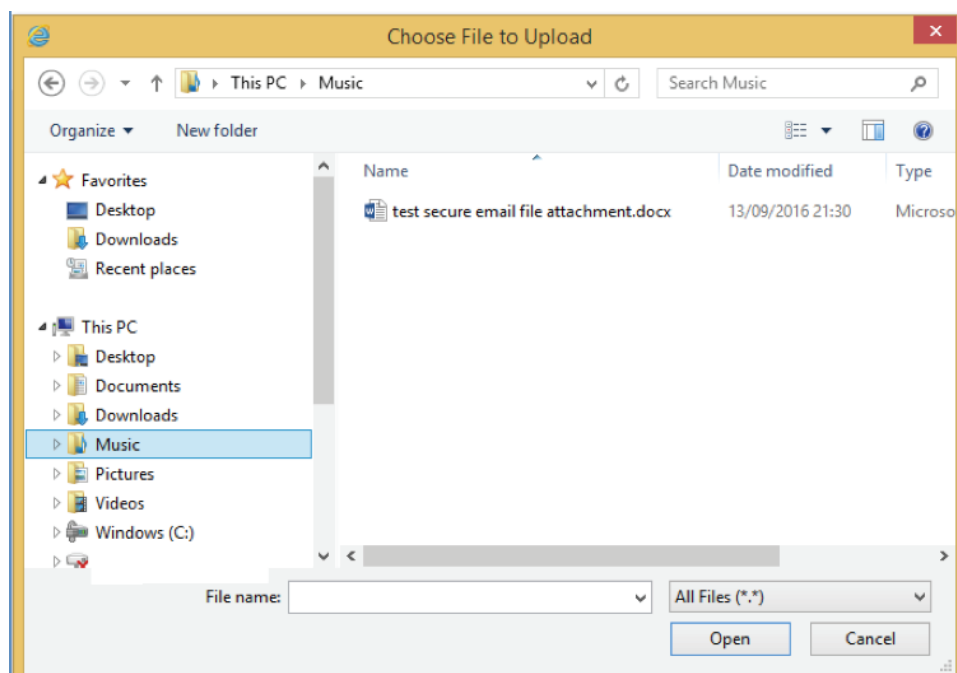 Choose File to Upload
This PC Music
Search Music
Organize New folder
Name Date modified Type
test secure email file attachment.docx 13/09/2016 21:30 Microso
Favorites
Desktop
Downloads
Recent places
This PC
Desktop
Documents
Downloads
Music
Pictures
Videos
Windows (C:)
File name:
All Files (*.*)
Open Cancel